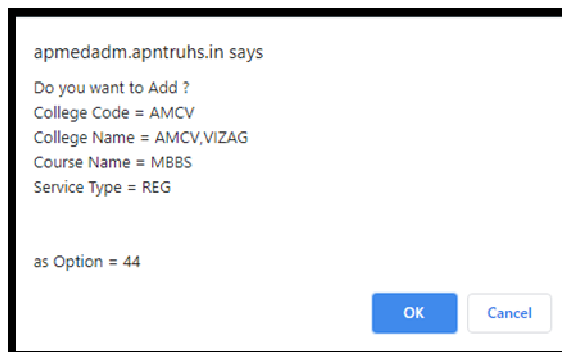 apmedadm.apntruhs.in says
Do you want to Add ?
College Code = AMCV
College Name = AMCV,VIZAG
Course Name = MBBS
Service Type = REG
as Option = 44
OK
Cancel